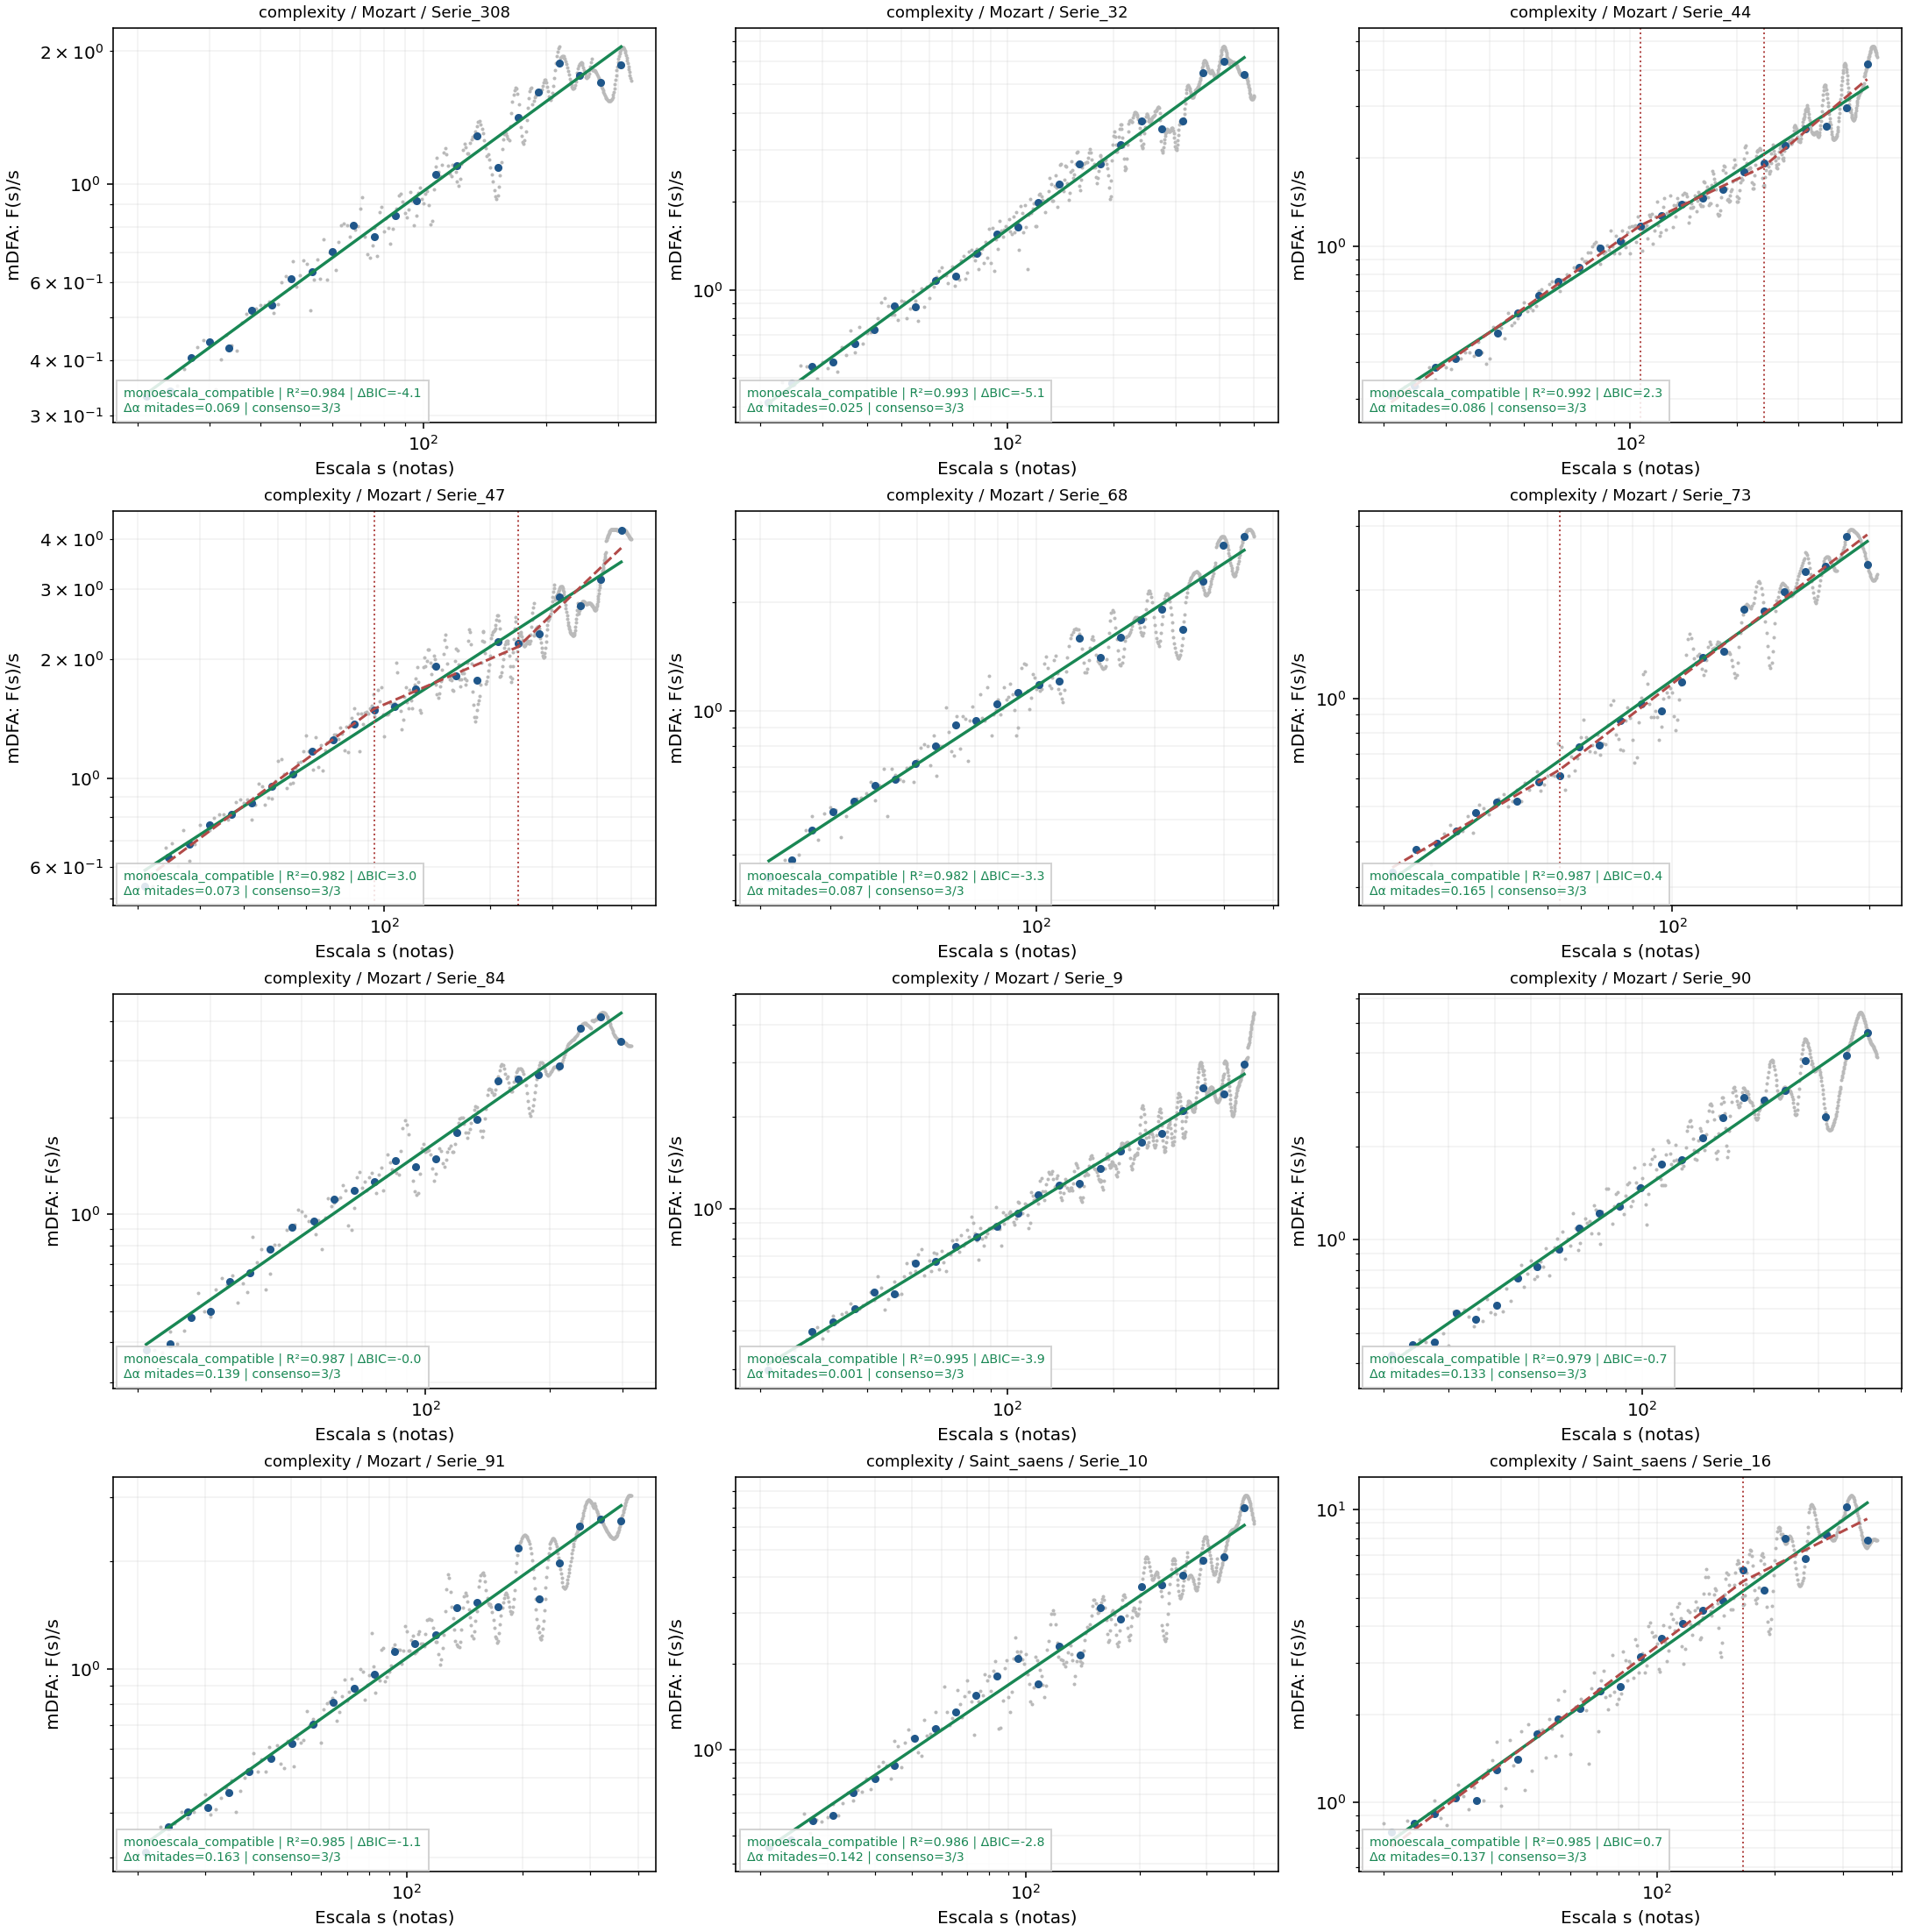 complexity / Mozart / Serie_308
mDFA: F(s)/s
2 × 10⁰
10⁰
6 × 10⁻¹
4 × 10⁻¹
3 × 10⁻¹
monoescala_compatible | R²=0.984 | ΔBIC=-4.1
Δα mitades=0.069 | consenso=3/3
10²
Escala s (notas)
complexity / Mozart / Serie_32
mDFA: F(s)/s
10⁰
monoescala_compatible | R²=0.993 | ΔBIC=-5.1
Δα mitades=0.025 | consenso=3/3
10²
Escala s (notas)
complexity / Mozart / Serie_44
mDFA: F(s)/s
10⁰
monoescala_compatible | R²=0.992 | ΔBIC=2.3
Δα mitades=0.086 | consenso=3/3
10²
Escala s (notas)
complexity / Mozart / Serie_47
mDFA: F(s)/s
4 × 10⁰
3 × 10⁰
2 × 10⁰
10⁰
6 × 10⁻¹
monoescala_compatible | R²=0.982 | ΔBIC=3.0
Δα mitades=0.073 | consenso=3/3
10²
Escala s (notas)
complexity / Mozart / Serie_68
mDFA: F(s)/s
10⁰
monoescala_compatible | R²=0.982 | ΔBIC=-3.3
Δα mitades=0.087 | consenso=3/3
10²
Escala s (notas)
complexity / Mozart / Serie_73
mDFA: F(s)/s
10⁰
monoescala_compatible | R²=0.987 | ΔBIC=0.4
Δα mitades=0.165 | consenso=3/3
10²
Escala s (notas)
complexity / Mozart / Serie_84
mDFA: F(s)/s
10⁰
monoescala_compatible | R²=0.987 | ΔBIC=-0.0
Δα mitades=0.139 | consenso=3/3
10²
Escala s (notas)
complexity / Mozart / Serie_9
mDFA: F(s)/s
10⁰
monoescala_compatible | R²=0.995 | ΔBIC=-3.9
Δα mitades=0.001 | consenso=3/3
10²
Escala s (notas)
complexity / Mozart / Serie_90
mDFA: F(s)/s
10⁰
monoescala_compatible | R²=0.979 | ΔBIC=-0.7
Δα mitades=0.133 | consenso=3/3
10²
Escala s (notas)
complexity / Mozart / Serie_91
mDFA: F(s)/s
10⁰
monoescala_compatible | R²=0.985 | ΔBIC=-1.1
Δα mitades=0.163 | consenso=3/3
10²
Escala s (notas)
complexity / Saint_saens / Serie_10
mDFA: F(s)/s
10⁰
monoescala_compatible | R²=0.986 | ΔBIC=-2.8
Δα mitades=0.142 | consenso=3/3
10²
Escala s (notas)
complexity / Saint_saens / Serie_16
mDFA: F(s)/s
10¹
10⁰
monoescala_compatible | R²=0.985 | ΔBIC=0.7
Δα mitades=0.137 | consenso=3/3
10²
Escala s (notas)